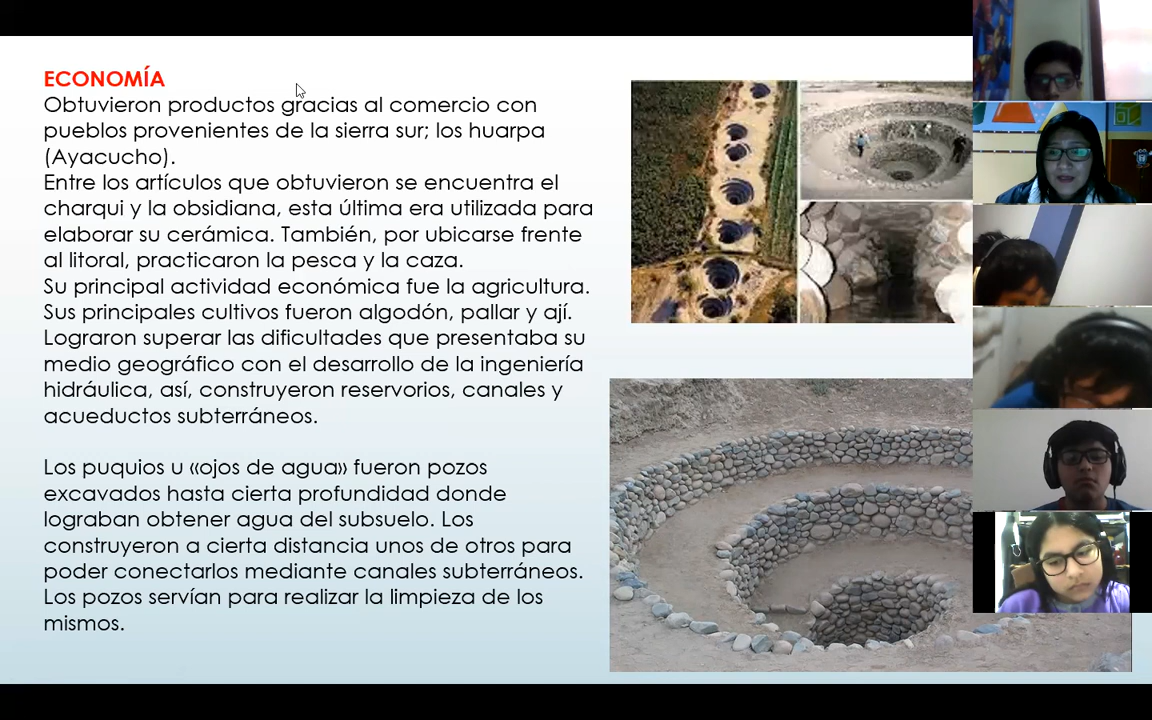 ECONOMÍA
Obtuvieron productos gracias al comercio con
pueblos provenientes de la sierra sur; los huarpa
(Ayacucho).
Entre los artículos que obtuvieron se encuentra el
charqui y la obsidiana, esta última era utilizada para
elaborar su cerámica. También, por ubicarse frente
al litoral, practicaron la pesca y la caza.
Su principal actividad económica fue la agricultura.
Sus principales cultivos fueron algodón, pallar y ají.
Lograron superar las dificultades que presentaba su
medio geográfico con el desarrollo de la ingeniería
hidráulica, así, construyeron reservorios, canales y
acueductos subterráneos.
Los puquios u «ojos de agua» fueron pozos
excavados hasta cierta profundidad donde
lograban obtener agua del subsuelo. Los
construyeron a cierta distancia unos de otros para
poder conectarlos mediante canales subterráneos.
Los pozos servían para realizar la limpieza de los
mismos.